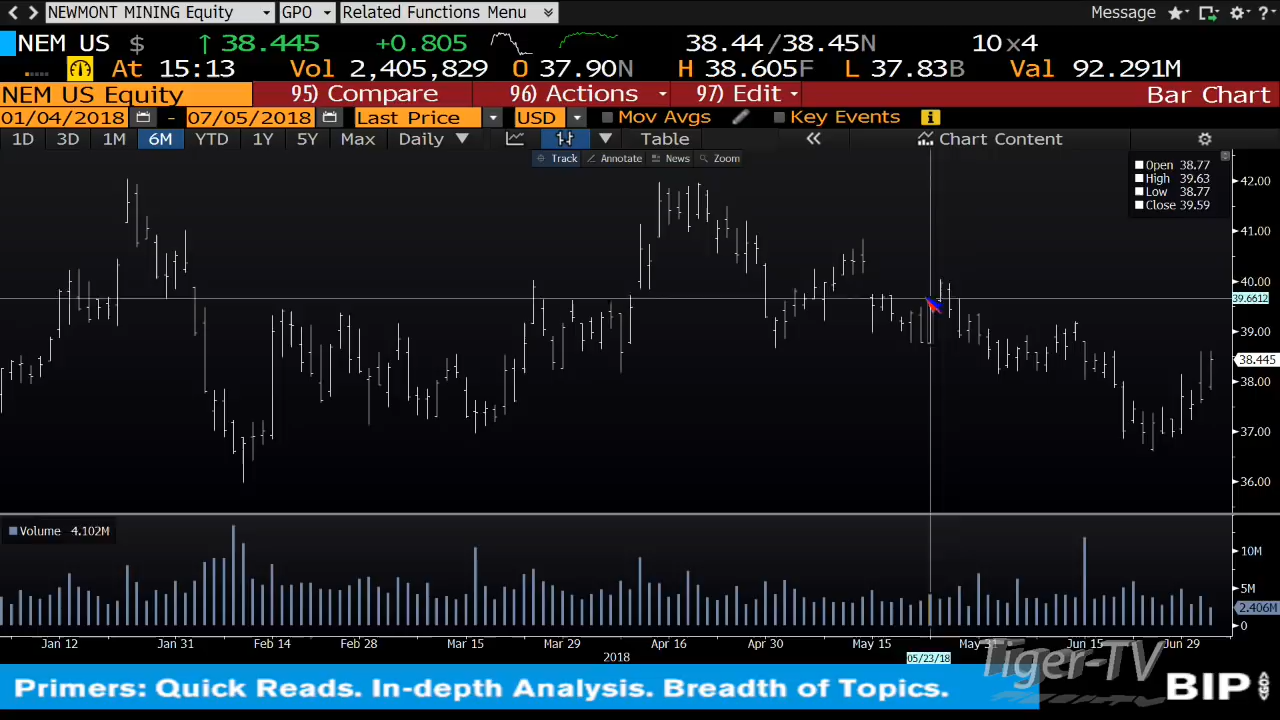 NEWMONT MINING Equity GPO Related Functions Menu Message
NEM US $ ↑ 38.445 +0.805 38.44 / 38.45N 10 x 4
At 15:13 Vol 2,405,829 O 37.90N H 38.605F L 37.83B Val 92.291M
NEM US Equity 95) Compare 96) Actions 97) Edit Bar Chart
01/04/2018 - 07/05/2018 Last Price USD Mov Avgs Key Events
1D 3D 1M 6M YTD 1Y 5Y Max Daily Table Chart Content
Track Annotate News Zoom
Open 38.77
High 39.63
Low 38.77
Close 39.59
42.00
41.00
40.00
39.6612
39.00
38.445
38.00
37.00
36.00
Volume 4.102M
10M
5M
2.406M
0
Jan 12 Jan 31 Feb 14 Feb 28 Mar 15 Mar 29 Apr 16 Apr 30 May 15 May 31 Jun 15 Jun 29
2018 05/23/18
Tiger-TV
Primers: Quick Reads. In-depth Analysis. Breadth of Topics. BIP